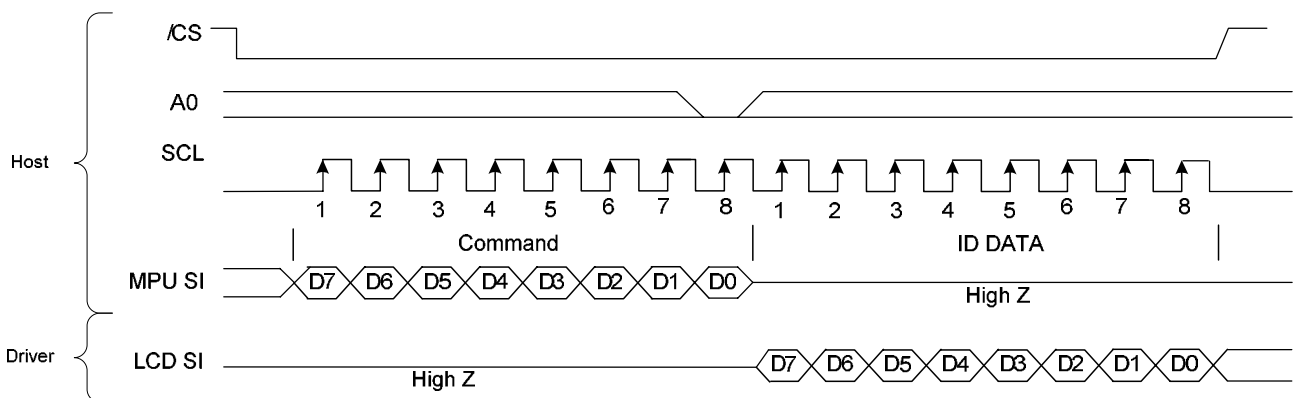 /CS
A0
SCL
Host
1 2 3 4 5 6 7 8 1 2 3 4 5 6 7 8
Command ID DATA
MPU SI D7 D6 D5 D4 D3 D2 D1 D0 High Z
Driver LCD SI High Z D7 D6 D5 D4 D3 D2 D1 D0